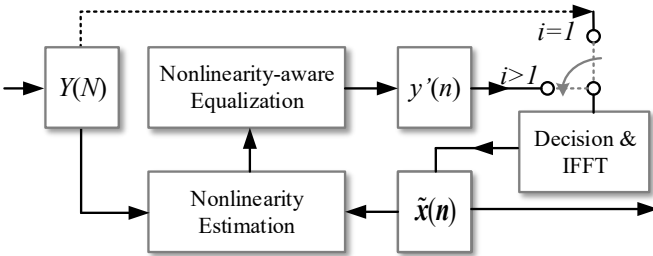 i=1
Y(N)
Nonlinearity-aware
Equalization
y’(n)
i>1
Decision &
IFFT
Nonlinearity
Estimation
x̃(n)